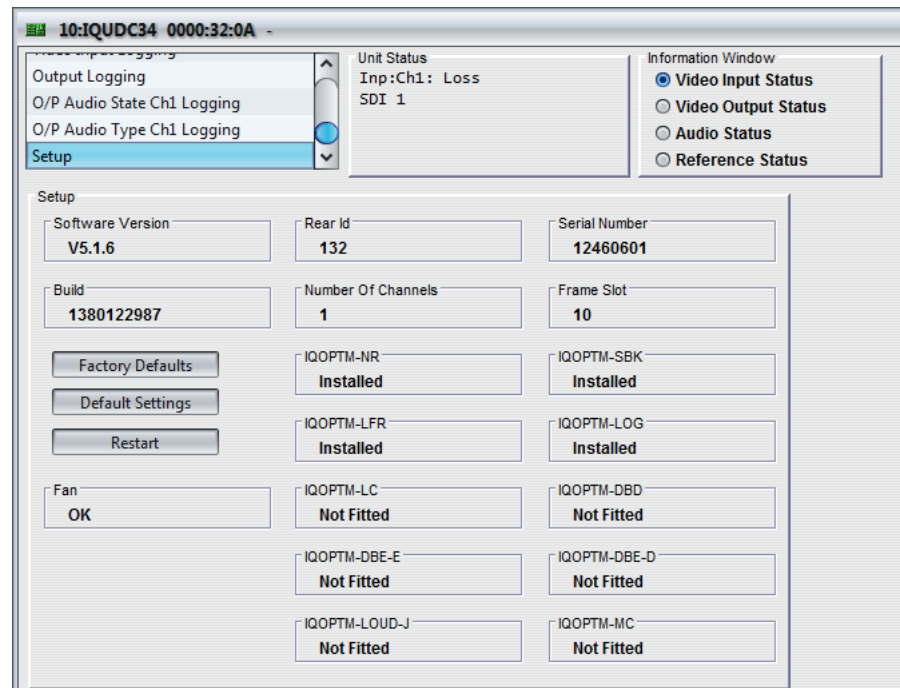 10:IQUDC34 0000:32:0A -
Video Input Logging
Output Logging
O/P Audio State Ch1 Logging
O/P Audio Type Ch1 Logging
Setup
Unit Status
Inp:Ch1: Loss
SDI 1
Information Window
Video Input Status
Video Output Status
Audio Status
Reference Status
Setup
Software Version
V5.1.6
Rear Id
132
Serial Number
12460601
Build
1380122987
Number Of Channels
1
Frame Slot
10
Factory Defaults
Default Settings
Restart
IQOPTM-NR
Installed
IQOPTM-SBK
Installed
IQOPTM-LFR
Installed
IQOPTM-LOG
Installed
Fan
OK
IQOPTM-LC
Not Fitted
IQOPTM-DBD
Not Fitted
IQOPTM-DBE-E
Not Fitted
IQOPTM-DBE-D
Not Fitted
IQOPTM-LOUD-J
Not Fitted
IQOPTM-MC
Not Fitted